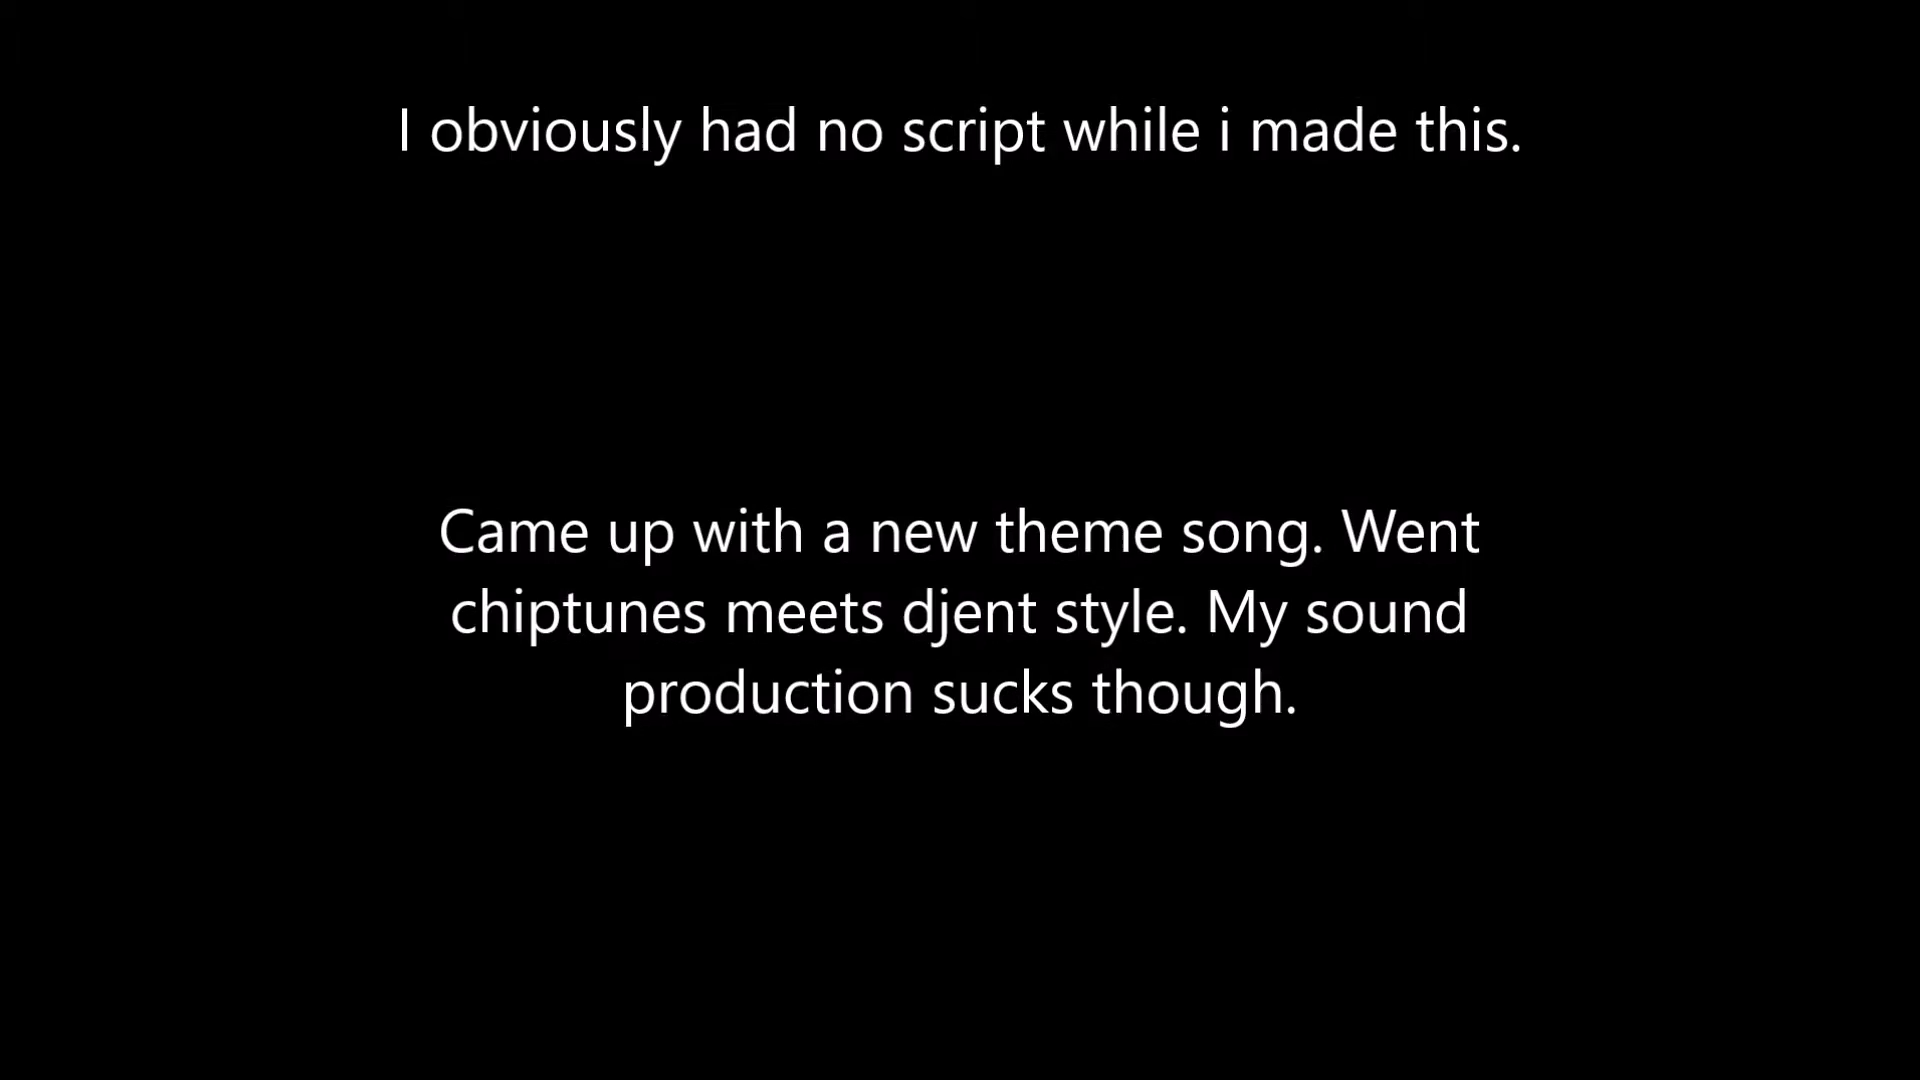 I obviously had no script while i made this.
Came up with a new theme song. Went
chiptunes meets djent style. My sound
production sucks though.